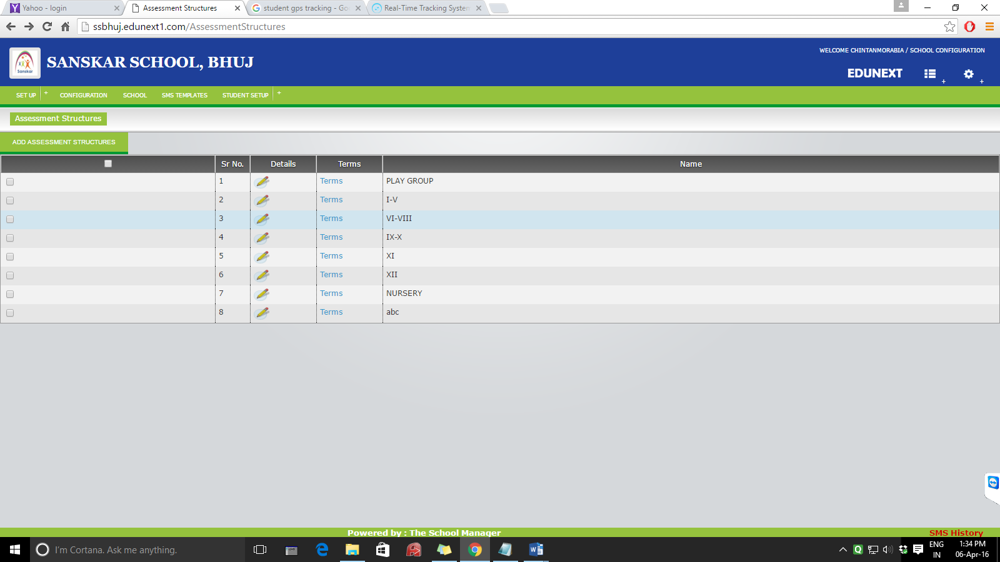 Yahoo - login
Assessment Structures
student gps tracking - Go
Real-Time Tracking System
ssbhuj.edunext1.com/AssessmentStructures
Sanskar
SANSKAR SCHOOL, BHUJ
WELCOME CHINTANMORABIA / SCHOOL CONFIGURATION
EDUNEXT + +
SET UP + CONFIGURATION SCHOOL SMS TEMPLATES STUDENT SETUP +
Assessment Structures
ADD ASSESSMENT STRUCTURES
Sr No. Details Terms Name
1 Terms PLAY GROUP
2 Terms I-V
3 Terms VI-VIII
4 Terms IX-X
5 Terms XI
6 Terms XII
7 Terms NURSERY
8 Terms abc
Powered by : The School Manager
SMS History
I'm Cortana. Ask me anything.
ENG
IN
1:34 PM
06-Apr-16